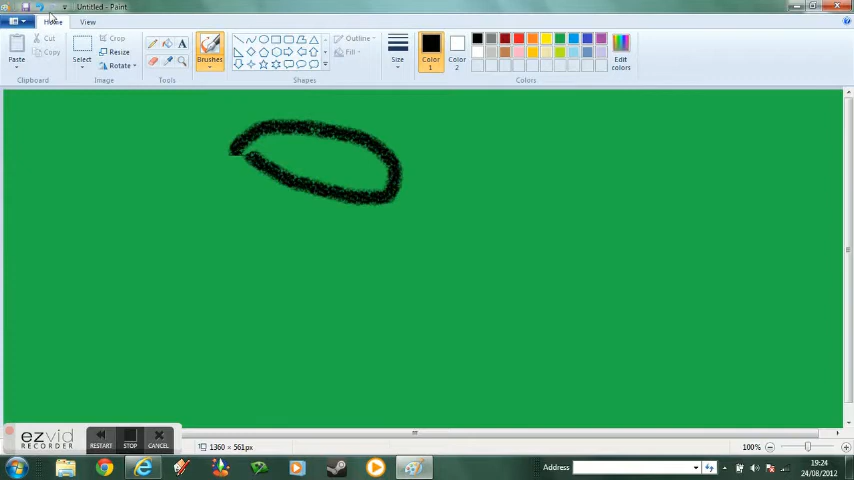 Untitled - Paint
Home View
Paste
Cut
Copy
Clipboard
Select
Crop
Resize
Rotate
Image
A
Tools
Brushes
Shapes
Outline
Fill
Size
Color
1
Color
2
Edit
colors
Colors
ezvid
RECORDER
RESTART STOP CANCEL
1360 × 561px
100%
Address
19:24
24/08/2012